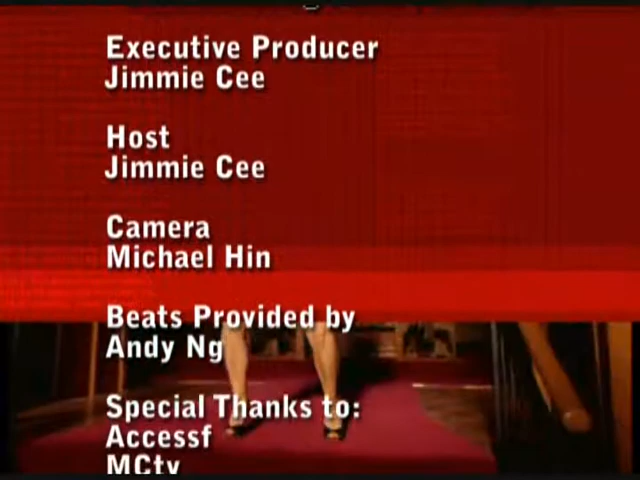 Executive Producer
Jimmie Cee
Host
Jimmie Cee
Camera
Michael Hin
Beats Provided by
Andy Ng
Special Thanks to:
Accessf
MCtv